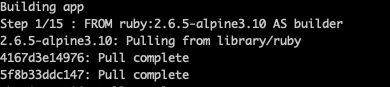 Building app
Step 1/15 : FROM ruby:2.6.5-alpine3.10 AS builder
2.6.5-alpine3.10: Pulling from library/ruby
4167d3e14976: Pull complete
5f8b33ddc147: Pull complete